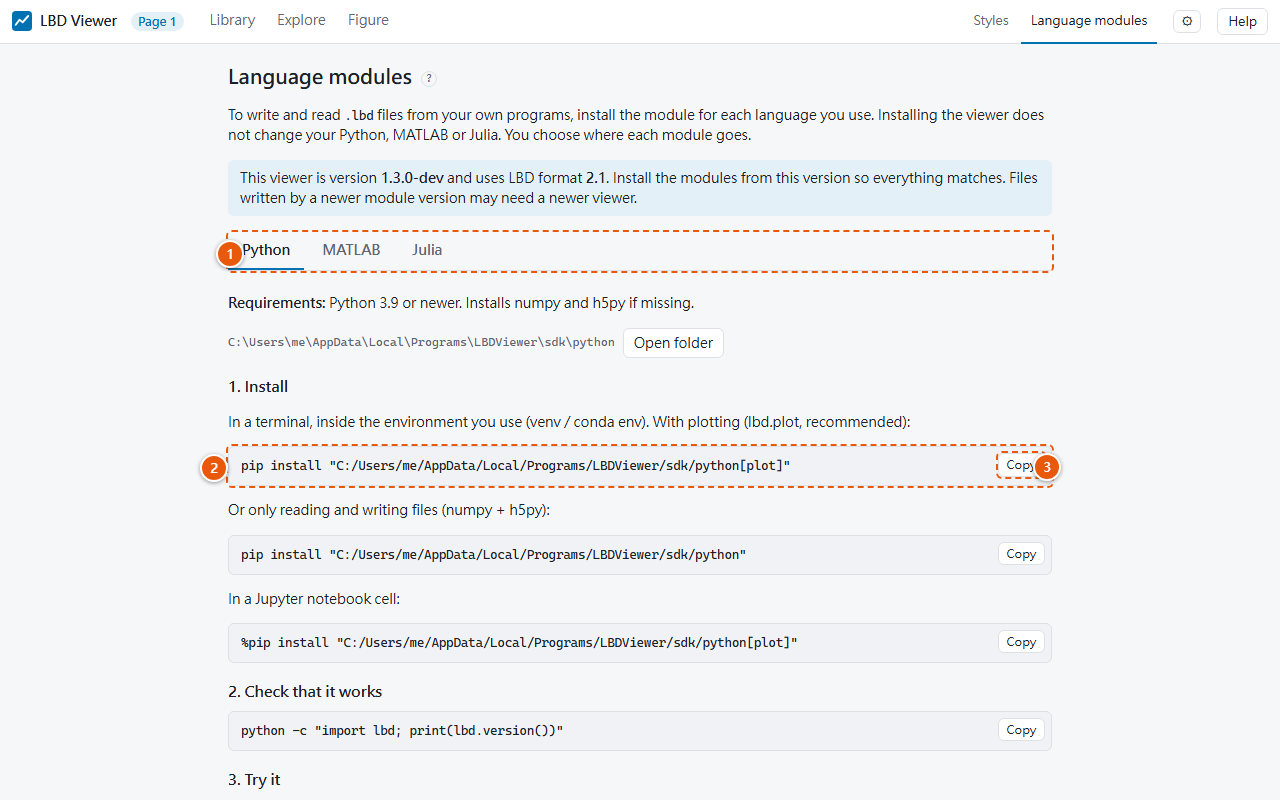 LBD Viewer Page 1 Library Explore Figure Styles Language modules ⚙ Help
Language modules ?
To write and read .lbd files from your own programs, install the module for each language you use. Installing the viewer does
not change your Python, MATLAB or Julia. You choose where each module goes.
This viewer is version 1.3.0-dev and uses LBD format 2.1. Install the modules from this version so everything matches. Files
written by a newer module version may need a newer viewer.
1 Python MATLAB Julia
Requirements: Python 3.9 or newer. Installs numpy and h5py if missing.
C:\Users\me\AppData\Local\Programs\LBDViewer\sdk\python Open folder
1. Install
In a terminal, inside the environment you use (venv / conda env). With plotting (lbd.plot, recommended):
2 pip install "C:/Users/me/AppData/Local/Programs/LBDViewer/sdk/python[plot]" Copy 3
Or only reading and writing files (numpy + h5py):
pip install "C:/Users/me/AppData/Local/Programs/LBDViewer/sdk/python" Copy
In a Jupyter notebook cell:
%pip install "C:/Users/me/AppData/Local/Programs/LBDViewer/sdk/python[plot]" Copy
2. Check that it works
python -c "import lbd; print(lbd.version())" Copy
3. Try it